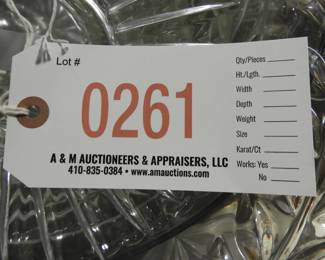 Lot #
0261
A & M AUCTIONEERS & APPRAISERS, LLC
410-835-0384 • www.amauctions.com
Qty/Pieces
Ht./Lgth.
Width
Depth
Weight
Size
Karat/Ct
Works: Yes
No